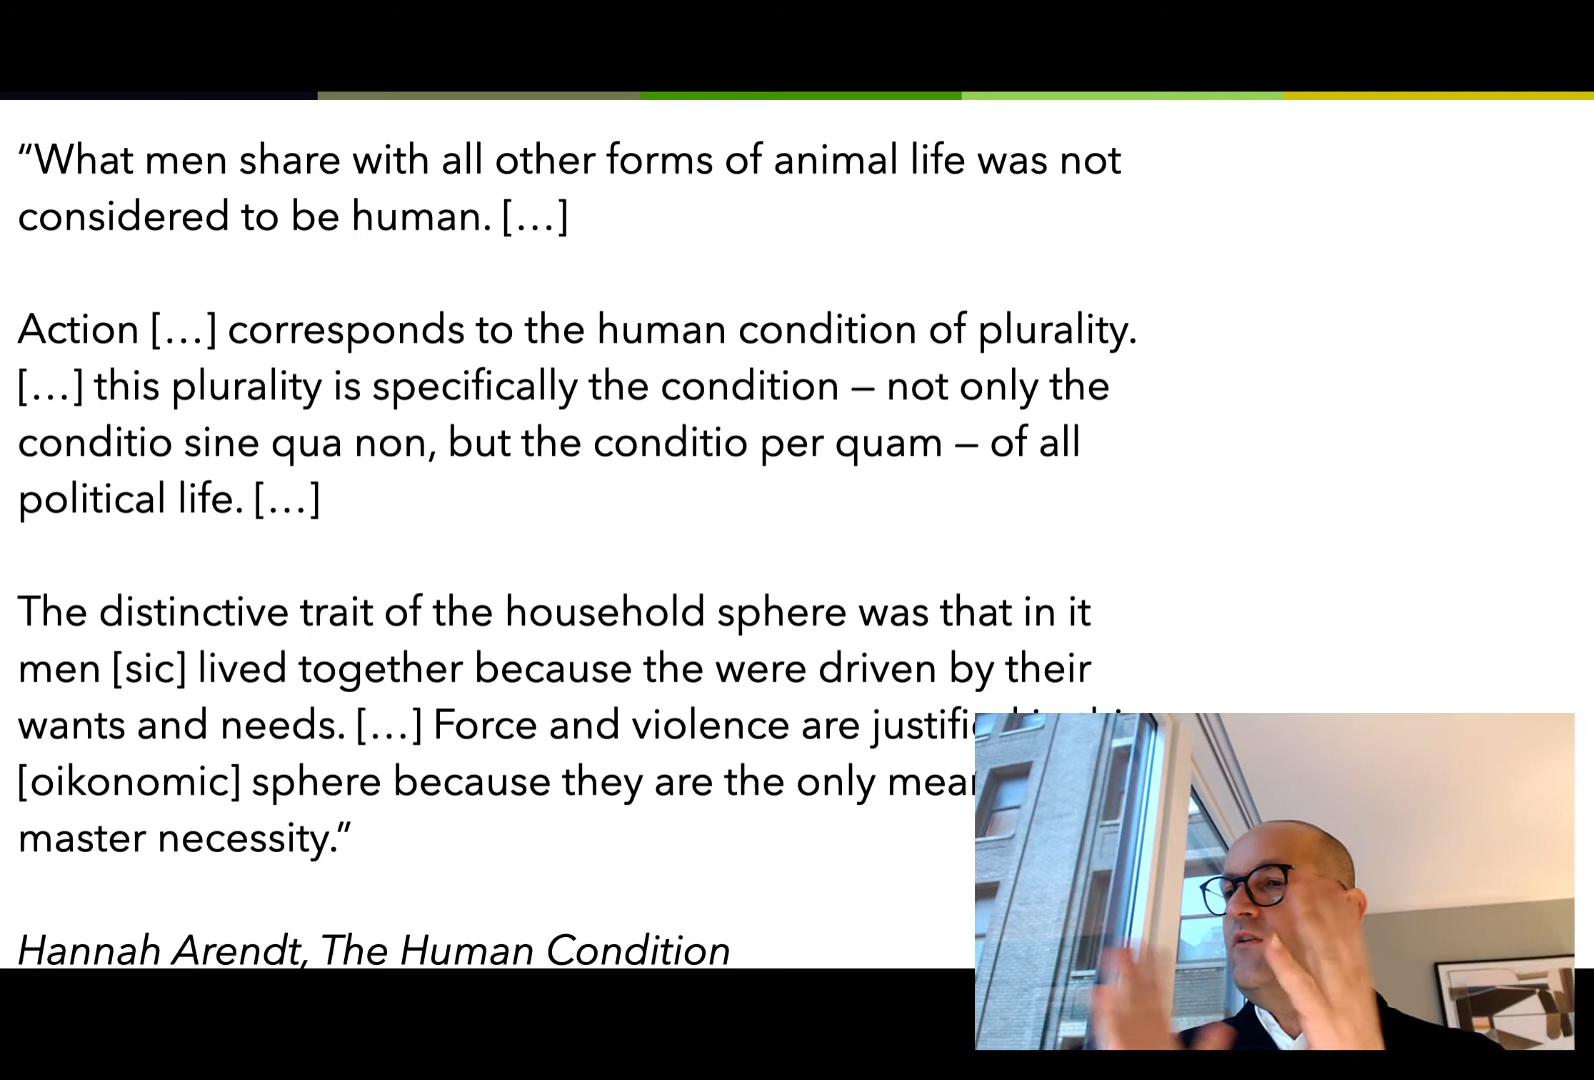 “What men share with all other forms of animal life was not
considered to be human. […]
Action […] corresponds to the human condition of plurality.
[…] this plurality is specifically the condition – not only the
conditio sine qua non, but the conditio per quam – of all
political life. […]
The distinctive trait of the household sphere was that in it
men [sic] lived together because the were driven by their
wants and needs. […] Force and violence are
[oikonomic] sphere because they are the only
master necessity.”
Hannah Arendt, The Human Condition